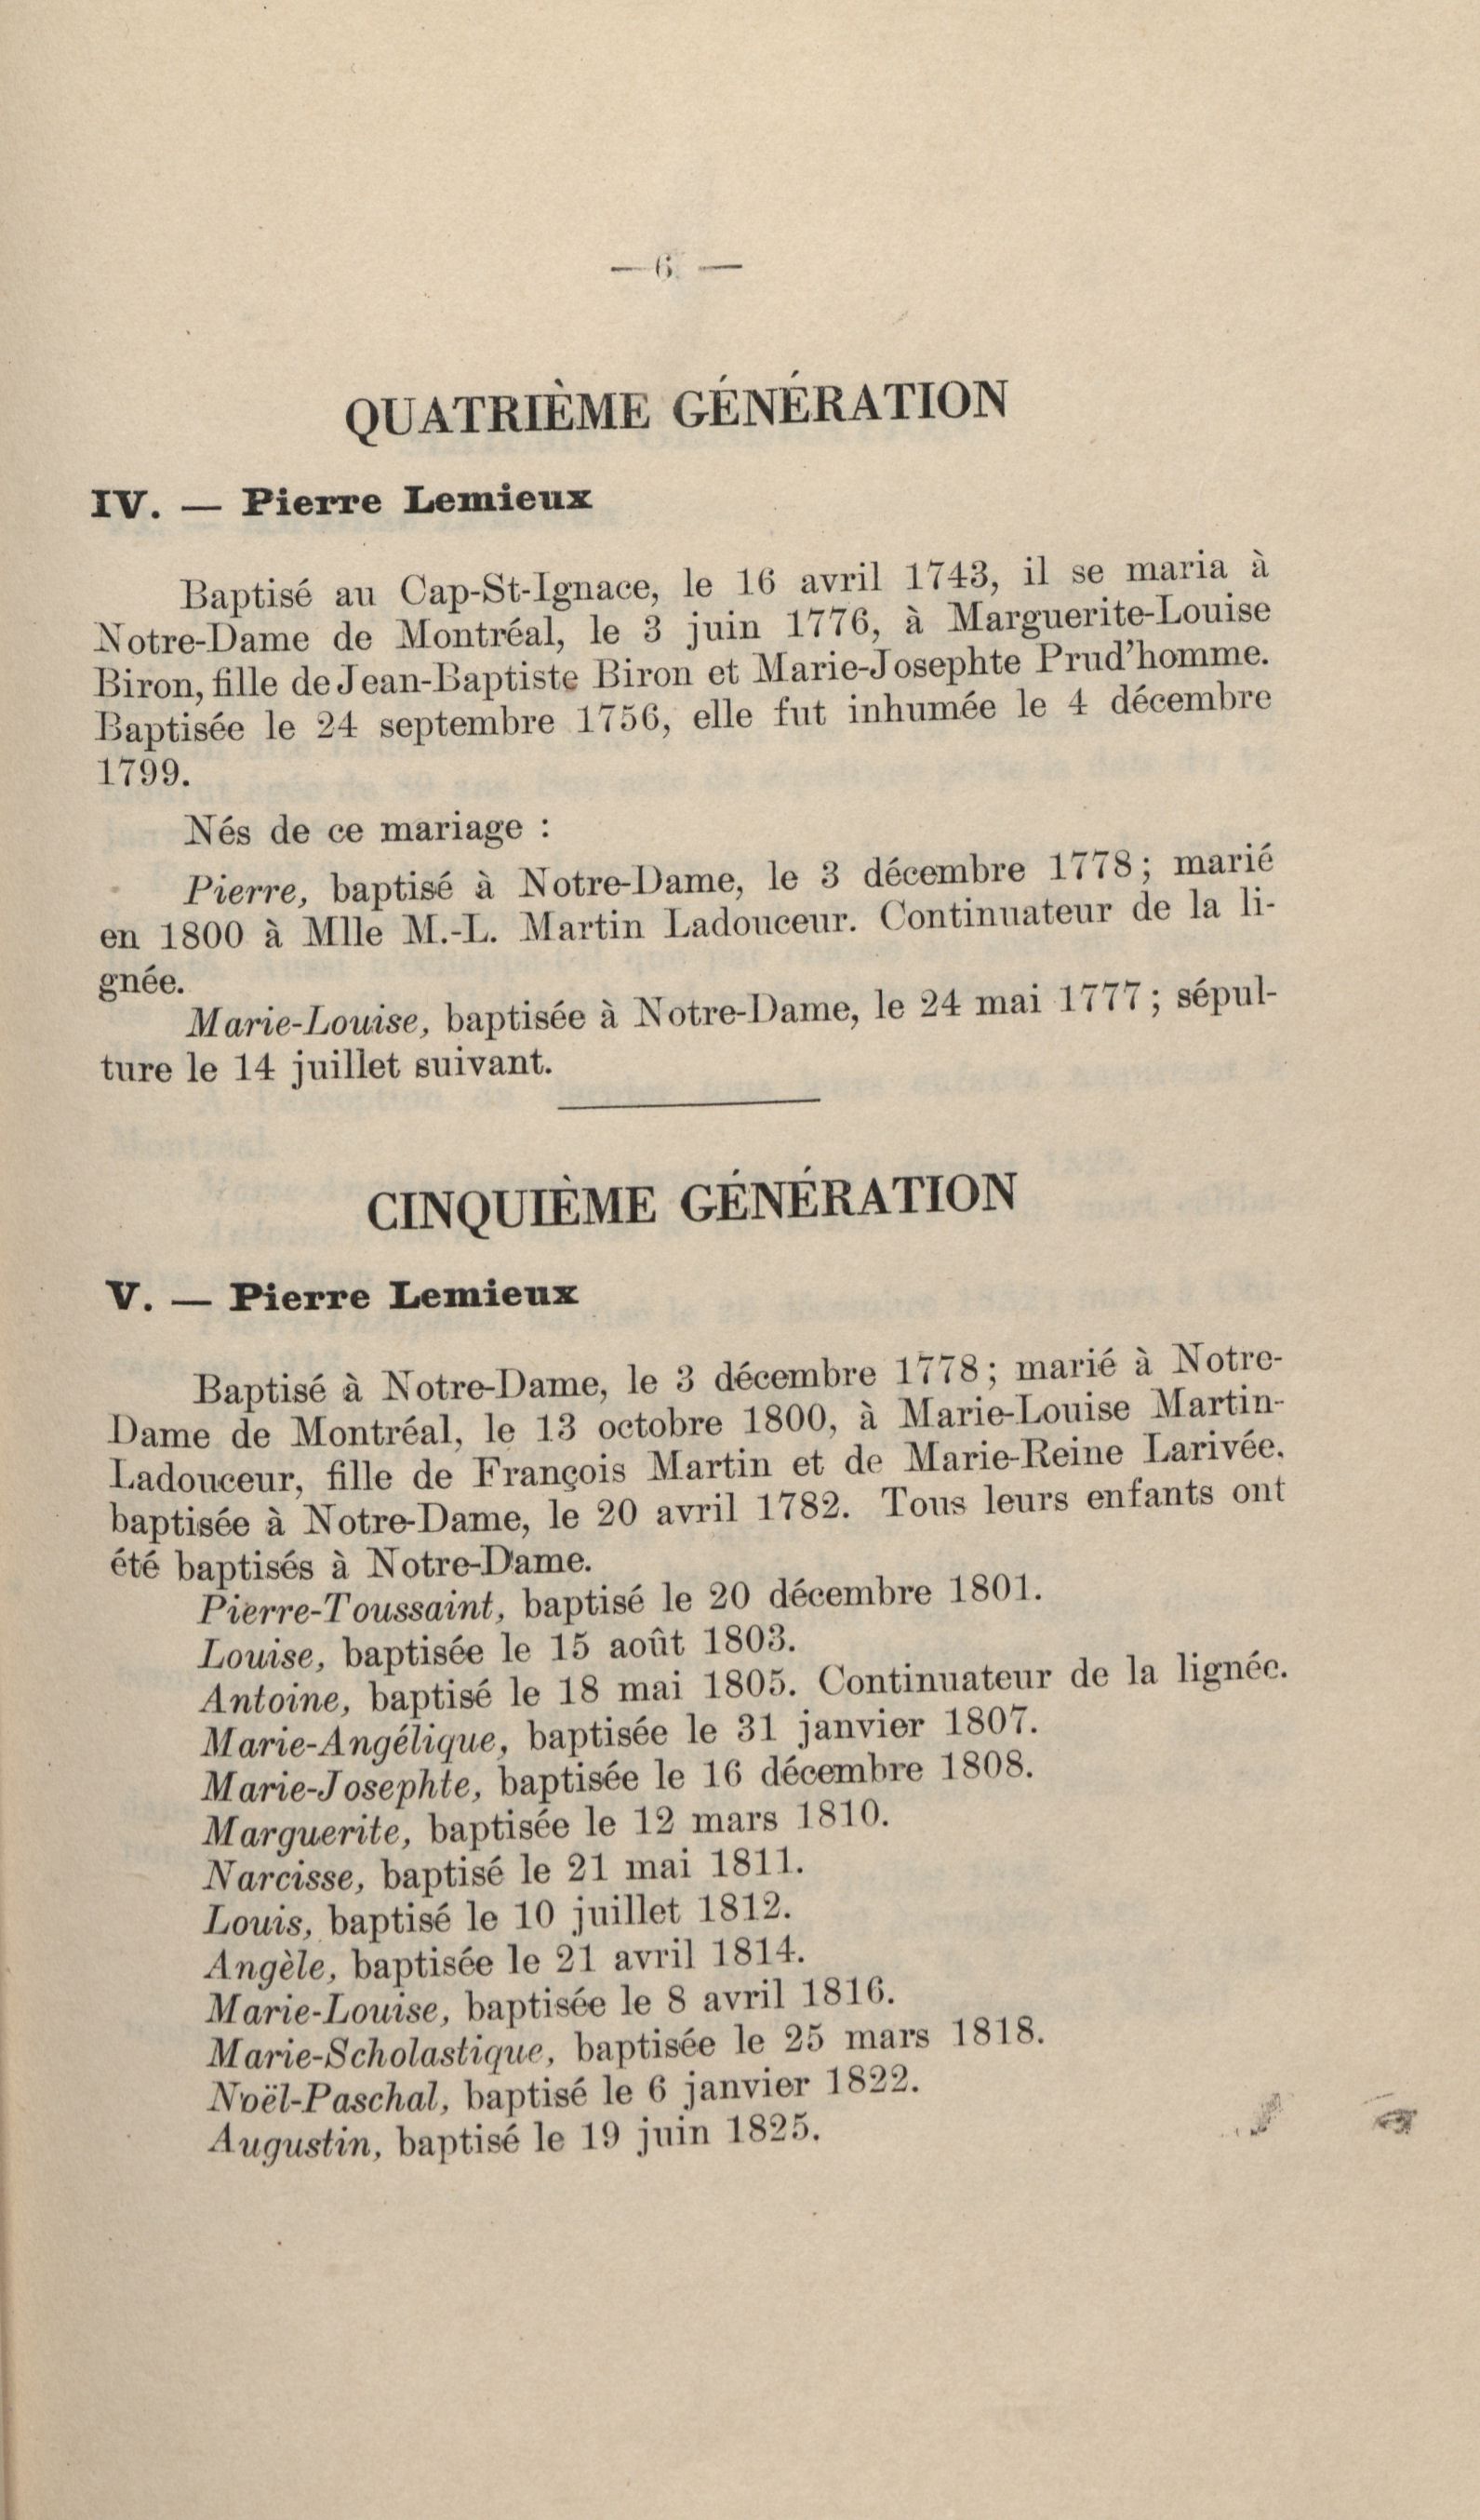 — 6 —
QUATRIÈME GÉNÉRATION
IV. — Pierre Lemieux
Baptisé au Cap-St-Ignace, le 16 avril 1743, il se maria à
Notre-Dame de Montréal, le 3 juin 1776, à Marguerite-Louise
Biron, fille de Jean-Baptiste Biron et Marie-Josephte Prud'homme.
Baptisée le 24 septembre 1756, elle fut inhumée le 4 décembre
1799.
Nés de ce mariage :
Pierre, baptisé à Notre-Dame, le 3 décembre 1778; marié
en 1800 à Mlle M.-L. Martin Ladouceur. Continuateur de la li-
gnée.
Marie-Louise, baptisée à Notre-Dame, le 24 mai 1777; sépul-
ture le 14 juillet suivant.
CINQUIÈME GÉNÉRATION
V. — Pierre Lemieux
Baptisé à Notre-Dame, le 3 décembre 1778; marié à Notre-
Dame de Montréal, le 13 octobre 1800, à Marie-Louise Martin-
Ladouceur, fille de François Martin et de Marie-Reine Larivée.
baptisée à Notre-Dame, le 20 avril 1782. Tous leurs enfants ont
été baptisés à Notre-Dame.
Pierre-Toussaint, baptisé le 20 décembre 1801.
Louise, baptisée le 15 août 1803.
Antoine, baptisé le 18 mai 1805. Continuateur de la lignée.
Marie-Angélique, baptisée le 31 janvier 1807.
Marie-Josephte, baptisée le 16 décembre 1808.
Marguerite, baptisée le 12 mars 1810.
Narcisse, baptisé le 21 mai 1811.
Louis, baptisé le 10 juillet 1812.
Angèle, baptisée le 21 avril 1814.
Marie-Louise, baptisée le 8 avril 1816.
Marie-Scholastique, baptisée le 25 mars 1818.
Noël-Paschal, baptisé le 6 janvier 1822.
Augustin, baptisé le 19 juin 1825.